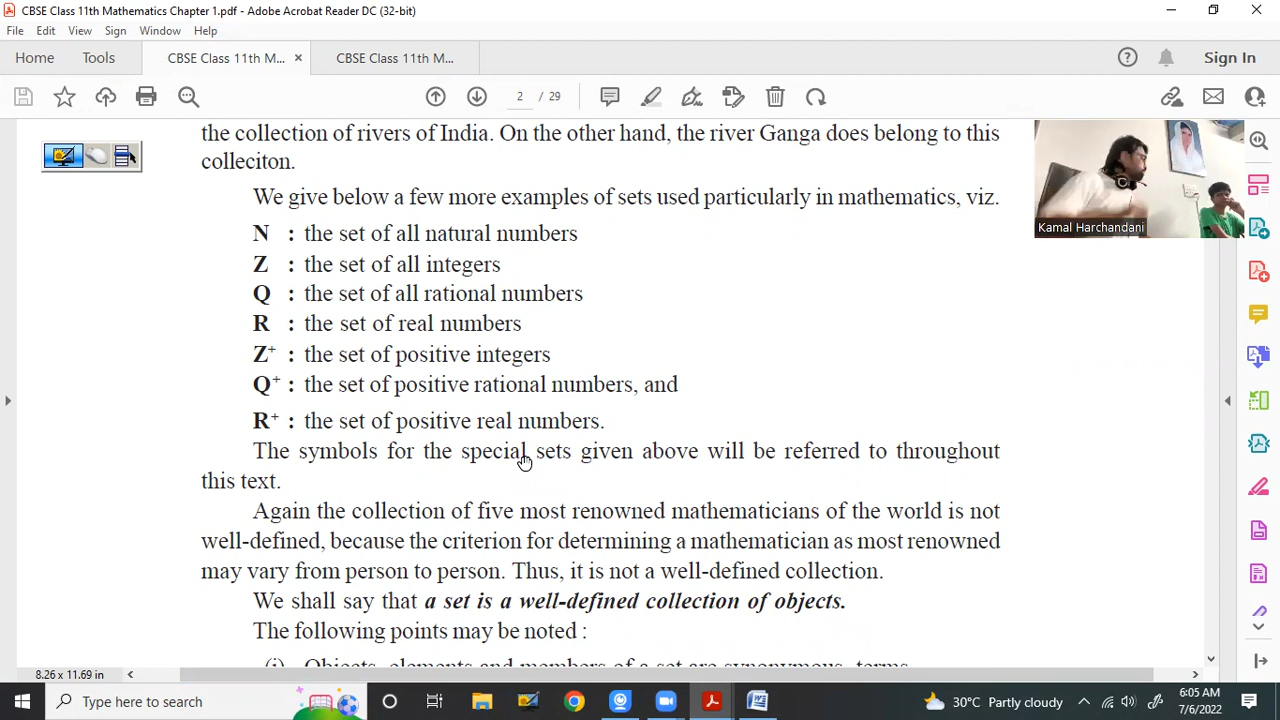 CBSE Class 11th Mathematics Chapter 1.pdf - Adobe Acrobat Reader DC (32-bit)
File Edit View Sign Window Help
Home Tools CBSE Class 11th M... × CBSE Class 11th M... Sign In
2 / 29
the collection of rivers of India. On the other hand, the river Ganga does belong to this
colleciton.
We give below a few more examples of sets used particularly in mathematics, viz.
N : the set of all natural numbers
Z : the set of all integers
Q : the set of all rational numbers
R : the set of real numbers
Z⁺ : the set of positive integers
Q⁺ : the set of positive rational numbers, and
R⁺ : the set of positive real numbers.
The symbols for the special sets given above will be referred to throughout
this text.
Again the collection of five most renowned mathematicians of the world is not
well-defined, because the criterion for determining a mathematician as most renowned
may vary from person to person. Thus, it is not a well-defined collection.
We shall say that a set is a well-defined collection of objects.
The following points may be noted :
(i) Objects, elements and members of a set are synonymous terms.
Kamal Harchandani
8.26 x 11.69 in
Type here to search
30°C Partly cloudy
6:05 AM
7/6/2022